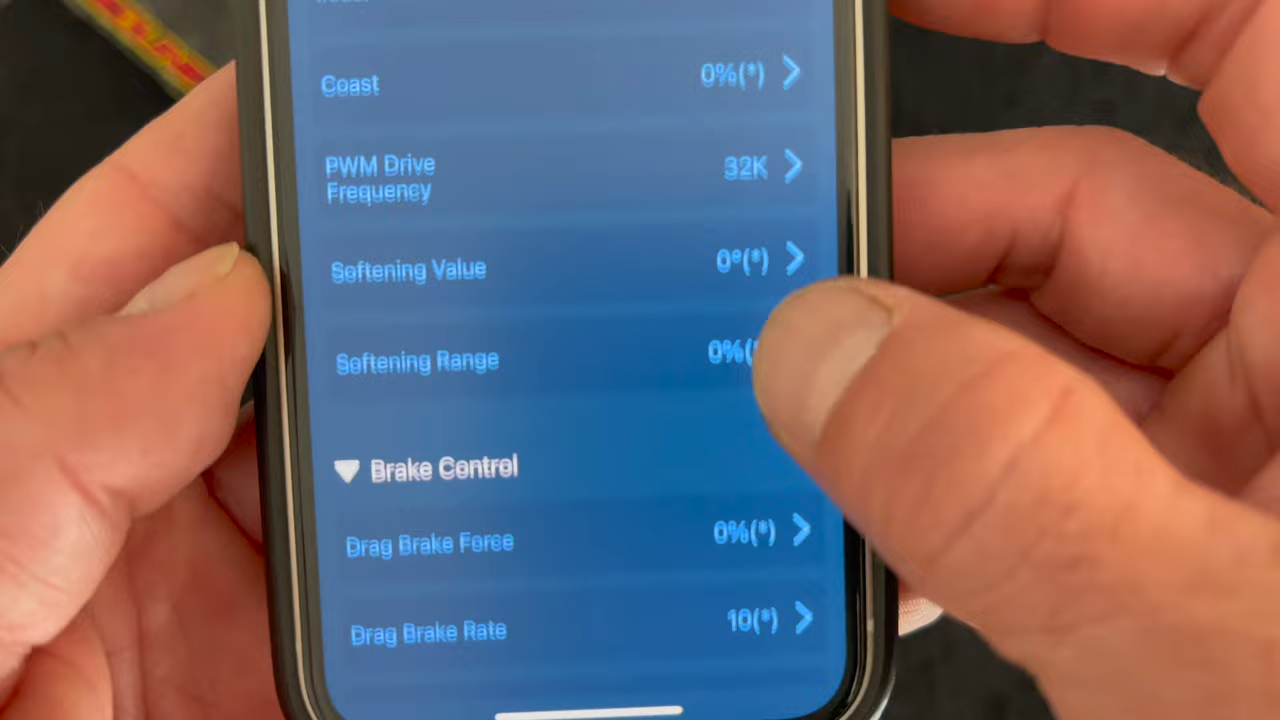 Coast 0%(*)
PWM Drive
Frequency 32K
Softening Value 0º(*)
Softening Range 0%(
Brake Control
Drag Brake Force 0%(*)
Drag Brake Rate 10(*)